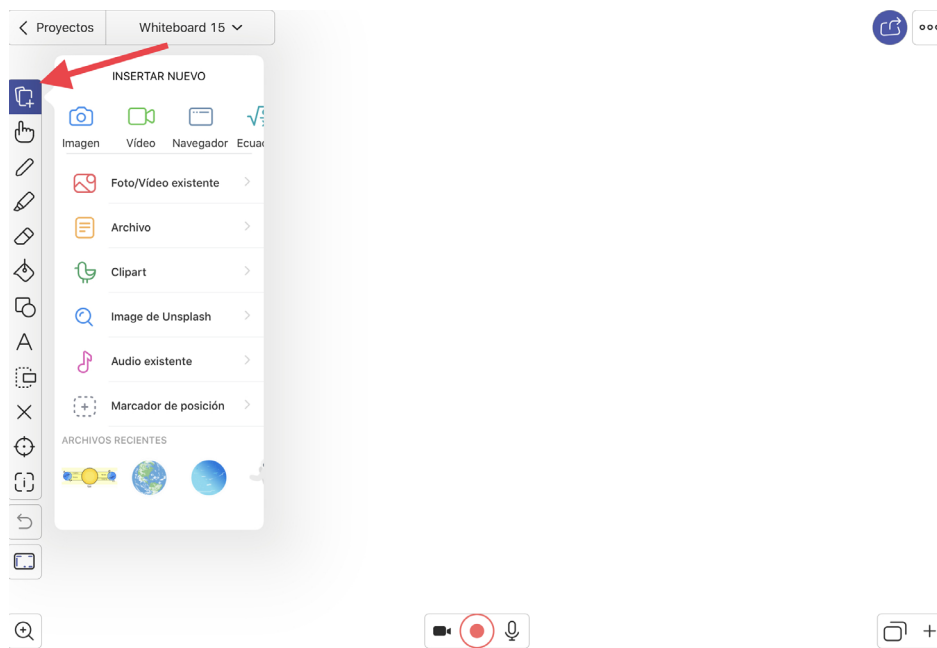 Proyectos
Whiteboard 15
INSERTAR NUEVO
Imagen Vídeo Navegador
Foto/Vídeo existente
Archivo
Clipart
Image de Unsplash
Audio existente
Marcador de posición
ARCHIVOS RECIENTES